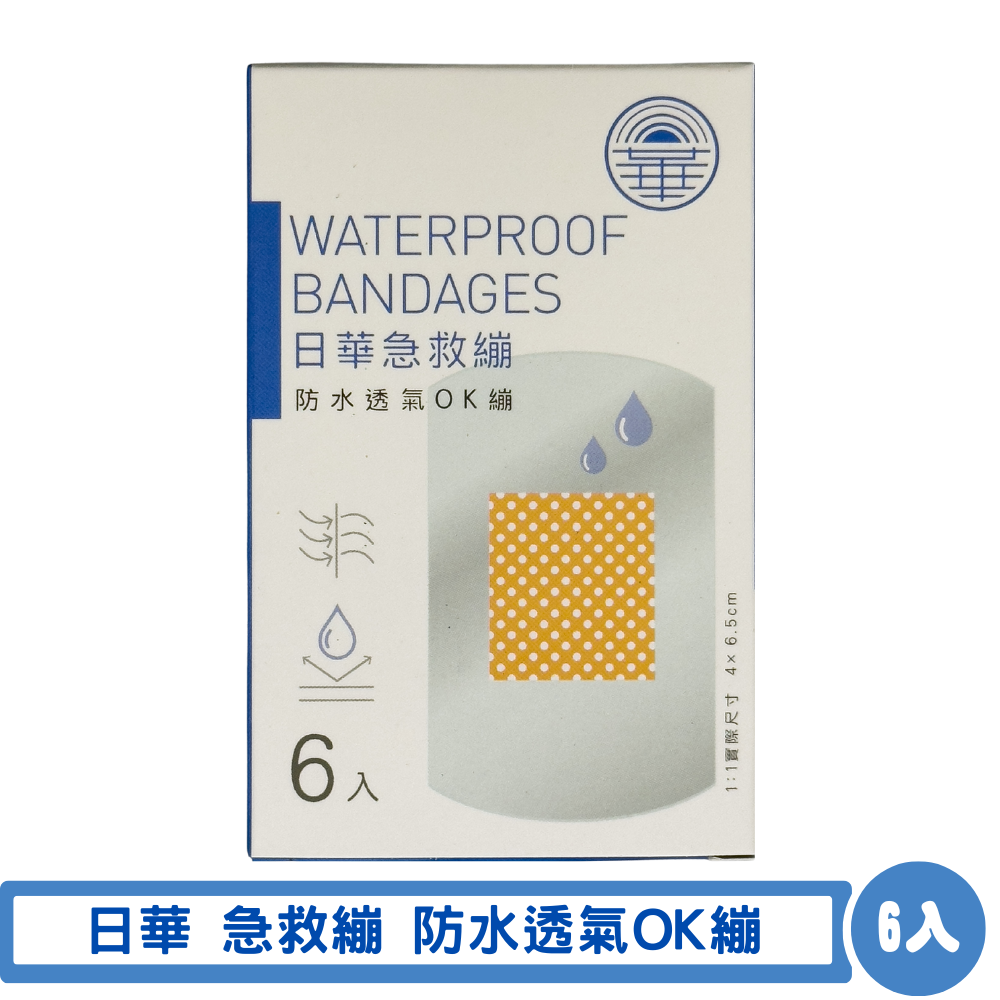 WATERPROOF
BANDAGES
日華急救繃
防水透氣OK繃
6入
1:1實際尺寸 4×6.5cm
日華 急救繃 防水透氣OK繃
6入